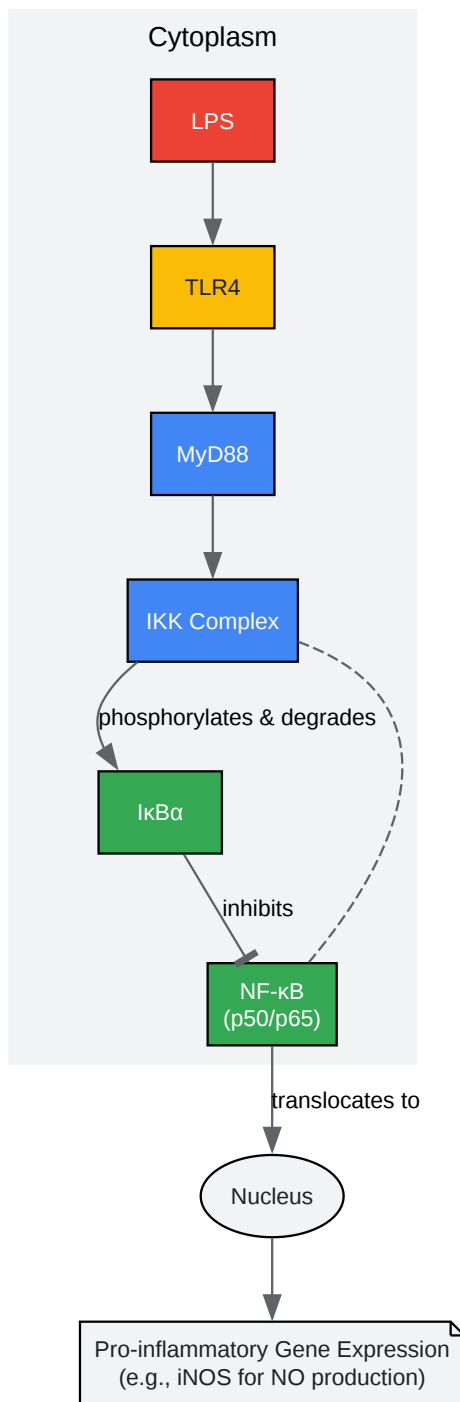 Cytoplasm
LPS
TLR4
MyD88
IKK Complex
phosphorylates & degrades
IκBα
inhibits
NF-κB
(p50/p65)
translocates to
Nucleus
Pro-inflammatory Gene Expression
(e.g., iNOS for NO production)